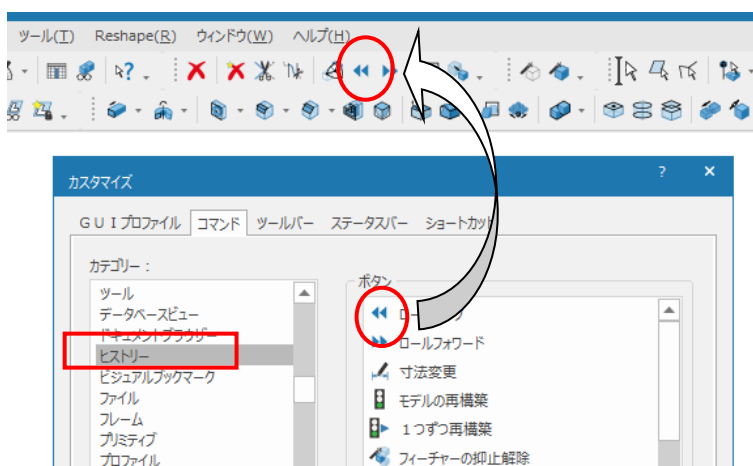 ツール(T) Reshape(R) ウィンドウ(W) ヘルプ(H)
カスタマイズ ? ×
GUIプロファイル コマンド ツールバー ステータスバー ショートカット
カテゴリー：
ツール
データベースビュー
ドキュメントブラウザー
ヒストリー
ビジュアルブックマーク
ファイル
フレーム
プリミティブ
プロファイル
ボタン
ロールフォワード
寸法変更
モデルの再構築
１つずつ再構築
フィーチャーの抑止解除